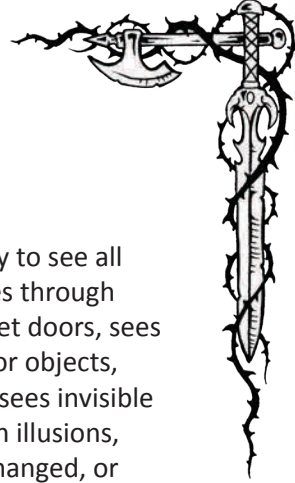 y to see all
es through
et doors, sees
or objects,
sees invisible
n illusions,
hanged, or